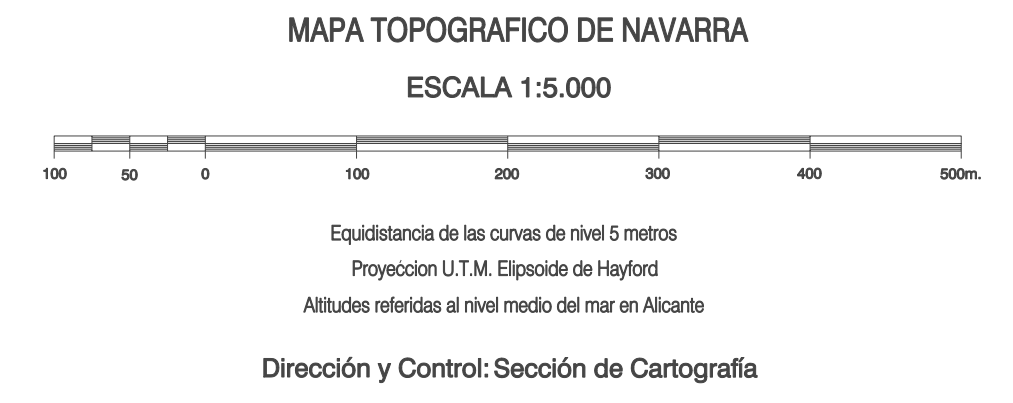 MAPA TOPOGRAFICO DE NAVARRA
ESCALA 1:5.000
100 50 0 100 200 300 400 500m.
Equidistancia de las curvas de nivel 5 metros
Proyećcion U.T.M. Elipsoide de Hayford
Altitudes referidas al nivel medio del mar en Alicante
Dirección y Control: Sección de Cartografía